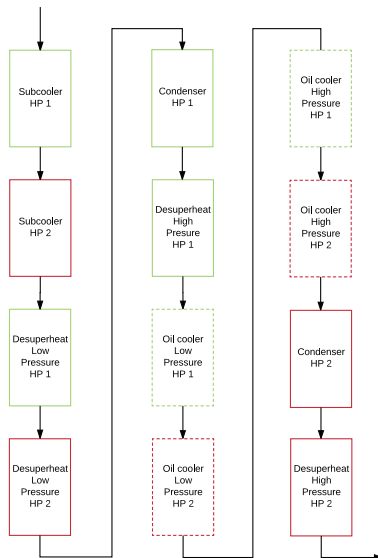 Subcooler
HP 1
Subcooler
HP 2
Desuperheat
Low
Pressure
HP 1
Desuperheat
Low
Pressure
HP 2
Condenser
HP 1
Desuperheat
High
Presure
HP 1
Oil cooler
Low
Pressure
HP 1
Oil cooler
Low
Pressure
HP 2
Oil cooler
High
Pressure
HP 1
Oil cooler
High
Pressure
HP 2
Condenser
HP 2
Desuperheat
High
Pressure
HP 2